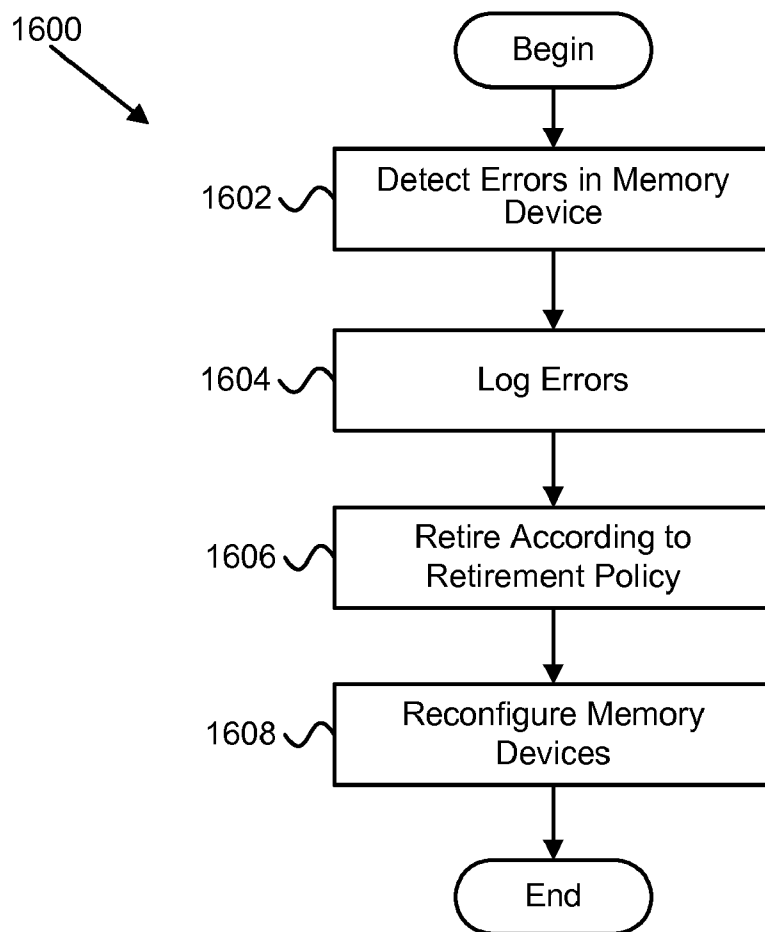 1600
Begin
1602
Detect Errors in Memory
Device
1604
Log Errors
1606
Retire According to
Retirement Policy
1608
Reconfigure Memory
Devices
End